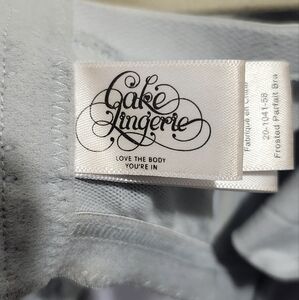 Cake
Lingerie
LOVE THE BODY
YOU'RE IN
Fabriqué en Chine
29-1041-58
Frosted Parfait Bra